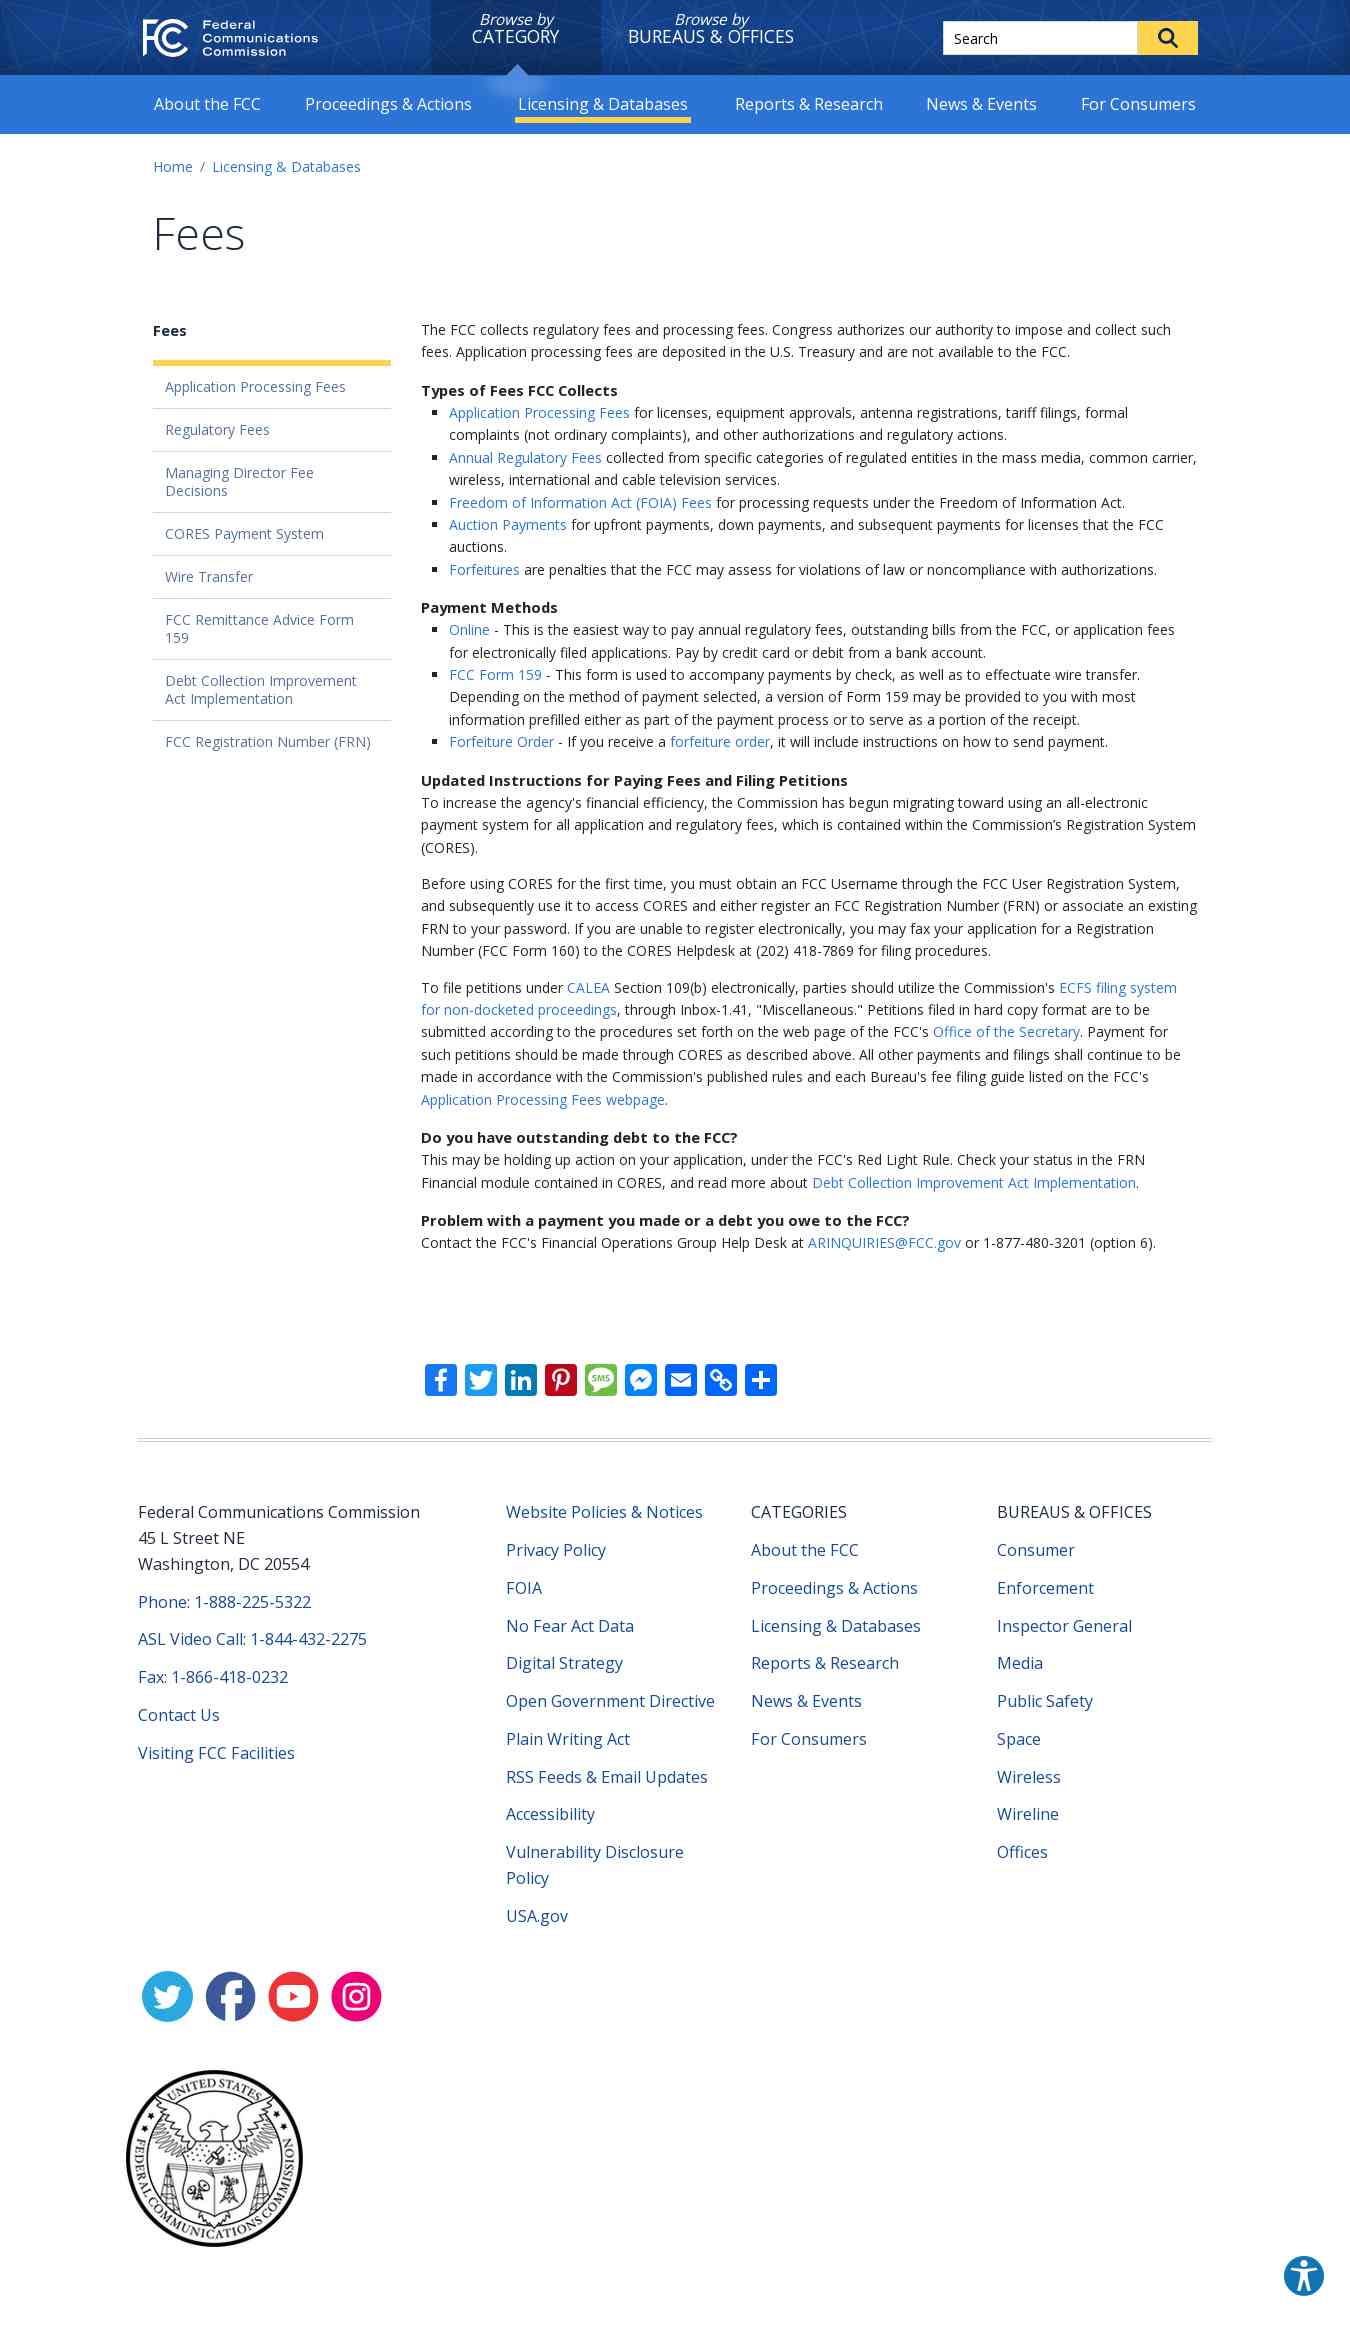 FCC Federal
Communications
Commission
Browse by
CATEGORY
Browse by
BUREAUS & OFFICES
Search
About the FCC
Proceedings & Actions
Licensing & Databases
Reports & Research
News & Events
For Consumers
Home / Licensing & Databases
Fees
Fees
Application Processing Fees
Regulatory Fees
Managing Director Fee
Decisions
CORES Payment System
Wire Transfer
FCC Remittance Advice Form
159
Debt Collection Improvement
Act Implementation
FCC Registration Number (FRN)
The FCC collects regulatory fees and processing fees. Congress authorizes our authority to impose and collect such
fees. Application processing fees are deposited in the U.S. Treasury and are not available to the FCC.
Types of Fees FCC Collects
Application Processing Fees for licenses, equipment approvals, antenna registrations, tariff filings, formal
complaints (not ordinary complaints), and other authorizations and regulatory actions.
Annual Regulatory Fees collected from specific categories of regulated entities in the mass media, common carrier,
wireless, international and cable television services.
Freedom of Information Act (FOIA) Fees for processing requests under the Freedom of Information Act.
Auction Payments for upfront payments, down payments, and subsequent payments for licenses that the FCC
auctions.
Forfeitures are penalties that the FCC may assess for violations of law or noncompliance with authorizations.
Payment Methods
Online - This is the easiest way to pay annual regulatory fees, outstanding bills from the FCC, or application fees
for electronically filed applications. Pay by credit card or debit from a bank account.
FCC Form 159 - This form is used to accompany payments by check, as well as to effectuate wire transfer.
Depending on the method of payment selected, a version of Form 159 may be provided to you with most
information prefilled either as part of the payment process or to serve as a portion of the receipt.
Forfeiture Order - If you receive a forfeiture order, it will include instructions on how to send payment.
Updated Instructions for Paying Fees and Filing Petitions
To increase the agency's financial efficiency, the Commission has begun migrating toward using an all-electronic
payment system for all application and regulatory fees, which is contained within the Commission’s Registration System
(CORES).
Before using CORES for the first time, you must obtain an FCC Username through the FCC User Registration System,
and subsequently use it to access CORES and either register an FCC Registration Number (FRN) or associate an existing
FRN to your password. If you are unable to register electronically, you may fax your application for a Registration
Number (FCC Form 160) to the CORES Helpdesk at (202) 418-7869 for filing procedures.
To file petitions under CALEA Section 109(b) electronically, parties should utilize the Commission's ECFS filing system
for non-docketed proceedings, through Inbox-1.41, "Miscellaneous." Petitions filed in hard copy format are to be
submitted according to the procedures set forth on the web page of the FCC's Office of the Secretary. Payment for
such petitions should be made through CORES as described above. All other payments and filings shall continue to be
made in accordance with the Commission's published rules and each Bureau's fee filing guide listed on the FCC's
Application Processing Fees webpage.
Do you have outstanding debt to the FCC?
This may be holding up action on your application, under the FCC's Red Light Rule. Check your status in the FRN
Financial module contained in CORES, and read more about Debt Collection Improvement Act Implementation.
Problem with a payment you made or a debt you owe to the FCC?
Contact the FCC's Financial Operations Group Help Desk at ARINQUIRIES@FCC.gov or 1-877-480-3201 (option 6).
SMS
Federal Communications Commission
45 L Street NE
Washington, DC 20554
Phone: 1-888-225-5322
ASL Video Call: 1-844-432-2275
Fax: 1-866-418-0232
Contact Us
Visiting FCC Facilities
Website Policies & Notices
Privacy Policy
FOIA
No Fear Act Data
Digital Strategy
Open Government Directive
Plain Writing Act
RSS Feeds & Email Updates
Accessibility
Vulnerability Disclosure
Policy
USA.gov
CATEGORIES
About the FCC
Proceedings & Actions
Licensing & Databases
Reports & Research
News & Events
For Consumers
BUREAUS & OFFICES
Consumer
Enforcement
Inspector General
Media
Public Safety
Space
Wireless
Wireline
Offices
UNITED STATES
FEDERAL COMMUNICATIONS COMMISSION